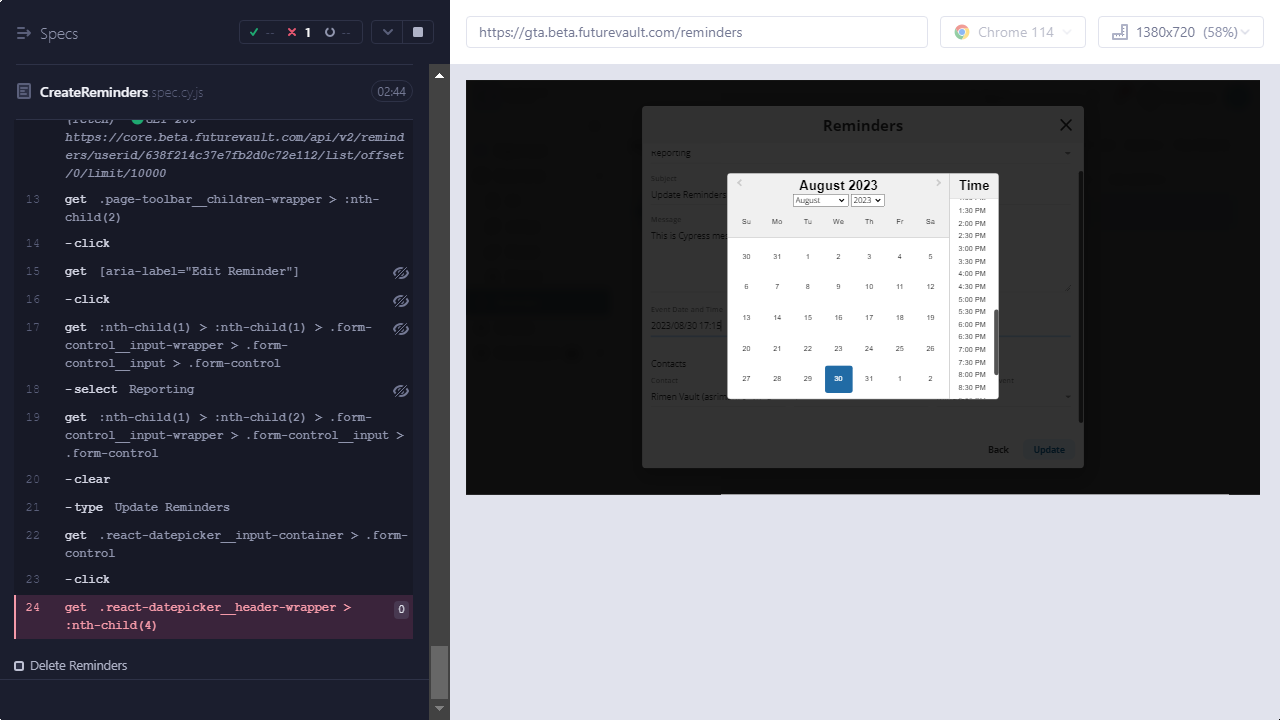 Specs
-- 1 --
CreateReminders.spec.cy.js
02:44
(fetch) GET 200
https://core.beta.futurevault.com/api/v2/remind
ers/userid/638f214c37e7fb2d0c72e112/list/offset
/0/limit/10000
13 get .page-toolbar__children-wrapper > :nth-
child(2)
14 -click
15 get [aria-label="Edit Reminder"]
16 -click
17 get :nth-child(1) > :nth-child(1) > .form-
control__input-wrapper > .form-
control__input > .form-control
18 -select Reporting
19 get :nth-child(1) > :nth-child(2) > .form-
control__input-wrapper > .form-control__input >
.form-control
20 -clear
21 -type Update Reminders
22 get .react-datepicker__input-container > .form-
control
23 -click
24 get .react-datepicker__header-wrapper >
:nth-child(4)
0
Delete Reminders
https://gta.beta.futurevault.com/reminders
Chrome 114
1380x720 (58%)
Reminders
Reporting
Subject
Update Reminders
Message
This is Cypress mes
Event Date and Time
2023/08/30 17:15
Contacts
Contact
Rimen Vault (asrim
Back
Update
August 2023
August 2023
Su Mo Tu We Th Fr Sa
30 31 1 2 3 4 5
6 7 8 9 10 11 12
13 14 15 16 17 18 19
20 21 22 23 24 25 26
27 28 29 30 31 1 2
Time
1:30 PM
2:00 PM
2:30 PM
3:00 PM
3:30 PM
4:00 PM
4:30 PM
5:00 PM
5:30 PM
6:00 PM
6:30 PM
7:00 PM
7:30 PM
8:00 PM
8:30 PM